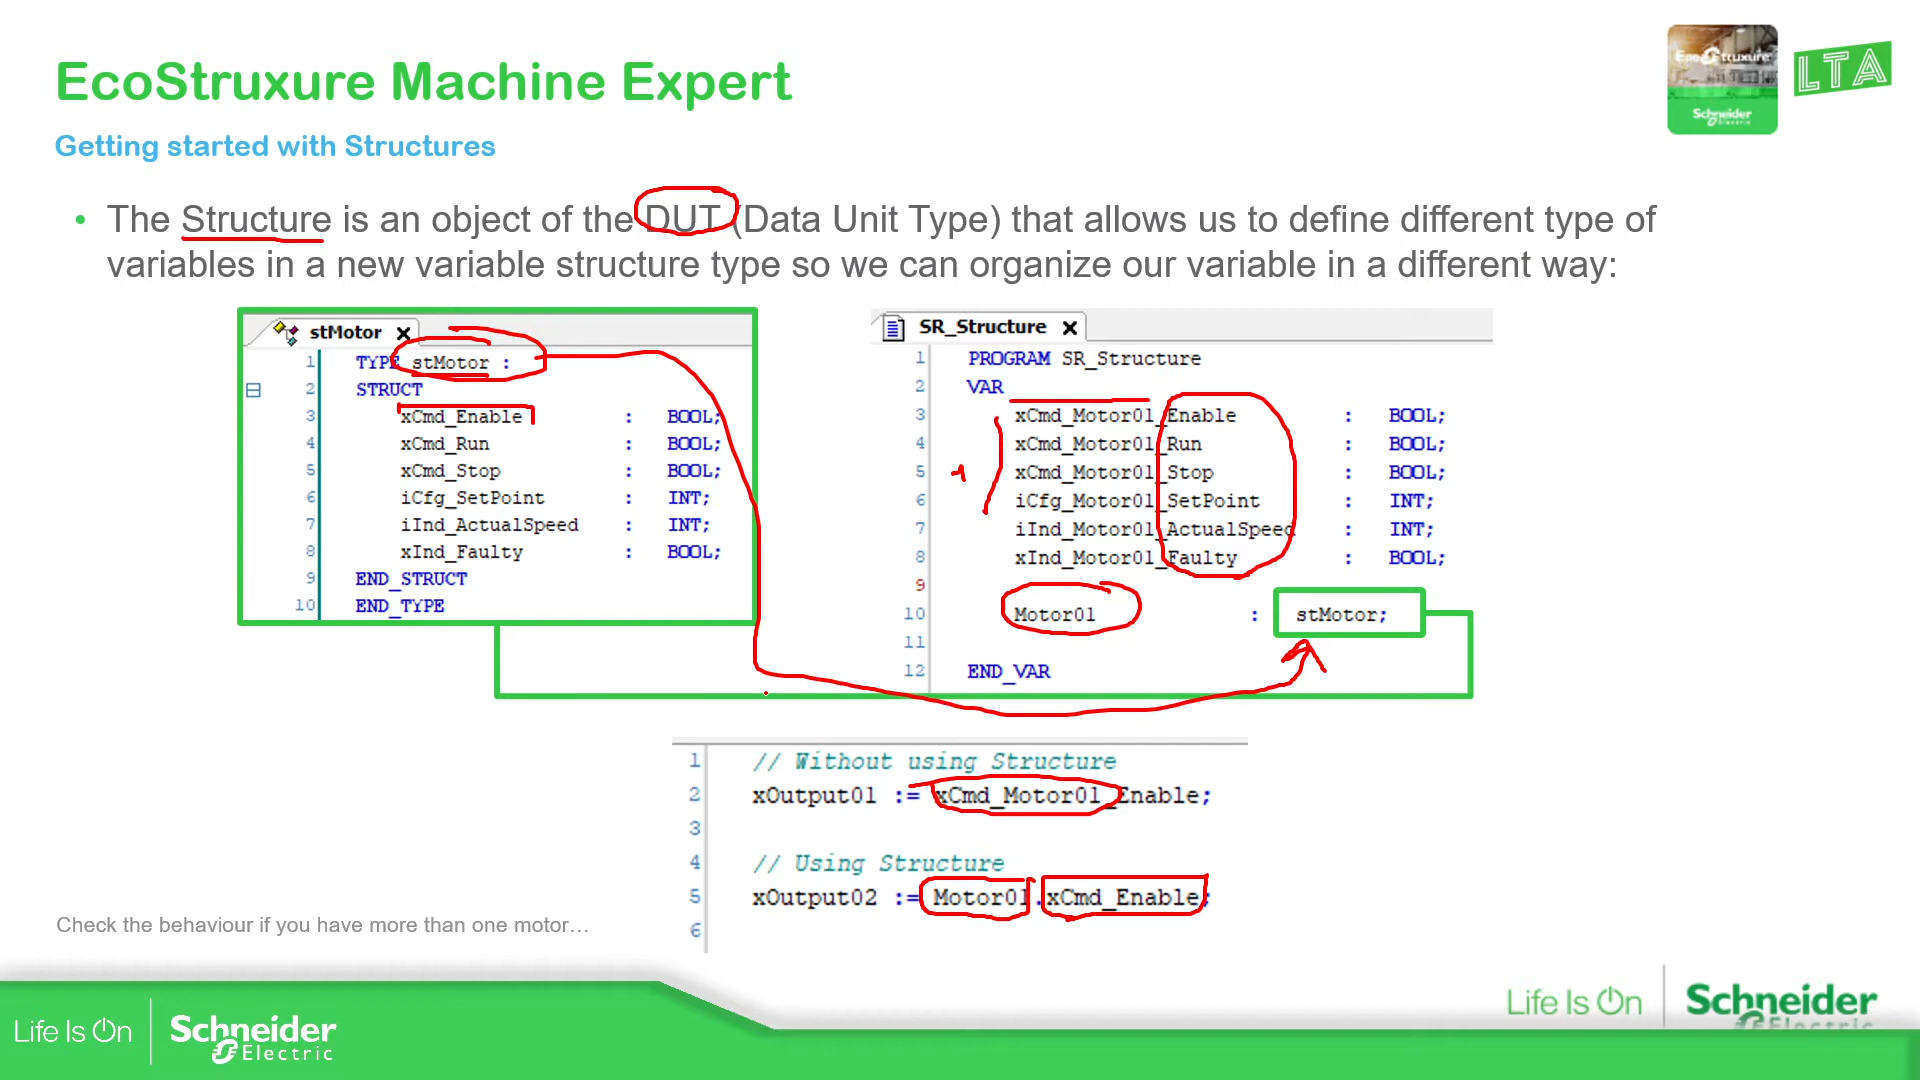 EcoStruxure Machine Expert
EcoStruxure
Schneider
Electric
LTA
Getting started with Structures
• The Structure is an object of the DUT (Data Unit Type) that allows us to define different type of
variables in a new variable structure type so we can organize our variable in a different way:
stMotor
1 TYPE stMotor :
2 STRUCT
3 xCmd_Enable : BOOL;
4 xCmd_Run : BOOL;
5 xCmd_Stop : BOOL;
6 iCfg_SetPoint : INT;
7 iInd_ActualSpeed : INT;
8 xInd_Faulty : BOOL;
9 END_STRUCT
10 END_TYPE
SR_Structure
1 PROGRAM SR_Structure
2 VAR
3 xCmd_Motor01_Enable : BOOL;
4 xCmd_Motor01_Run : BOOL;
5 xCmd_Motor01_Stop : BOOL;
6 iCfg_Motor01_SetPoint : INT;
7 iInd_Motor01_ActualSpeed : INT;
8 xInd_Motor01_Faulty : BOOL;
9
10 Motor01 : stMotor;
11
12 END_VAR
1 // Without using Structure
2 xOutput01 := xCmd_Motor01_Enable;
3
4 // Using Structure
5 xOutput02 := Motor01.xCmd_Enable;
6
Check the behaviour if you have more than one motor…
Life Is On
Schneider
Electric
Life Is On
Schneider
Electric